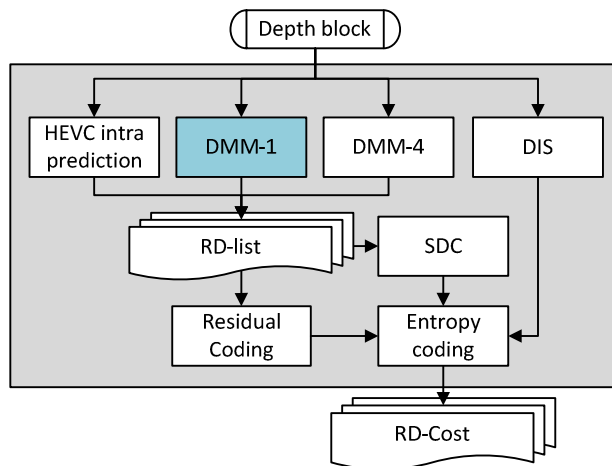 Depth block
HEVC intra
prediction
DMM-1
DMM-4
DIS
RD-list
SDC
Residual
Coding
Entropy
coding
RD-Cost